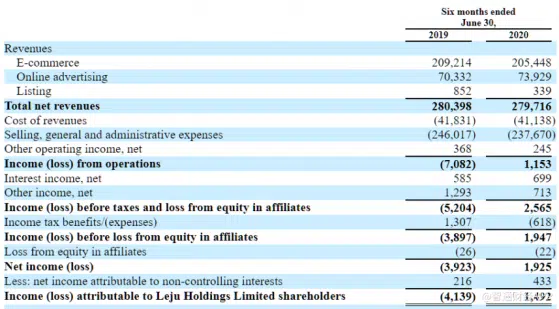 Six months ended
June 30,
2019 2020
Revenues
E-commerce 209,214 205,448
Online advertising 70,332 73,929
Listing 852 339
Total net revenues 280,398 279,716
Cost of revenues (41,831) (41,138)
Selling, general and administrative expenses (246,017) (237,670)
Other operating income, net 368 245
Income (loss) from operations (7,082) 1,153
Interest income, net 585 699
Other income, net 1,293 713
Income (loss) before taxes and loss from equity in affiliates (5,204) 2,565
Income tax benefits/(expenses) 1,307 (618)
Income (loss) before loss from equity in affiliates (3,897) 1,947
Loss from equity in affiliates (26) (22)
Net income (loss) (3,923) 1,925
Less: net income attributable to non-controlling interests 216 433
Income (loss) attributable to Leju Holdings Limited shareholders (4,139) 1,492